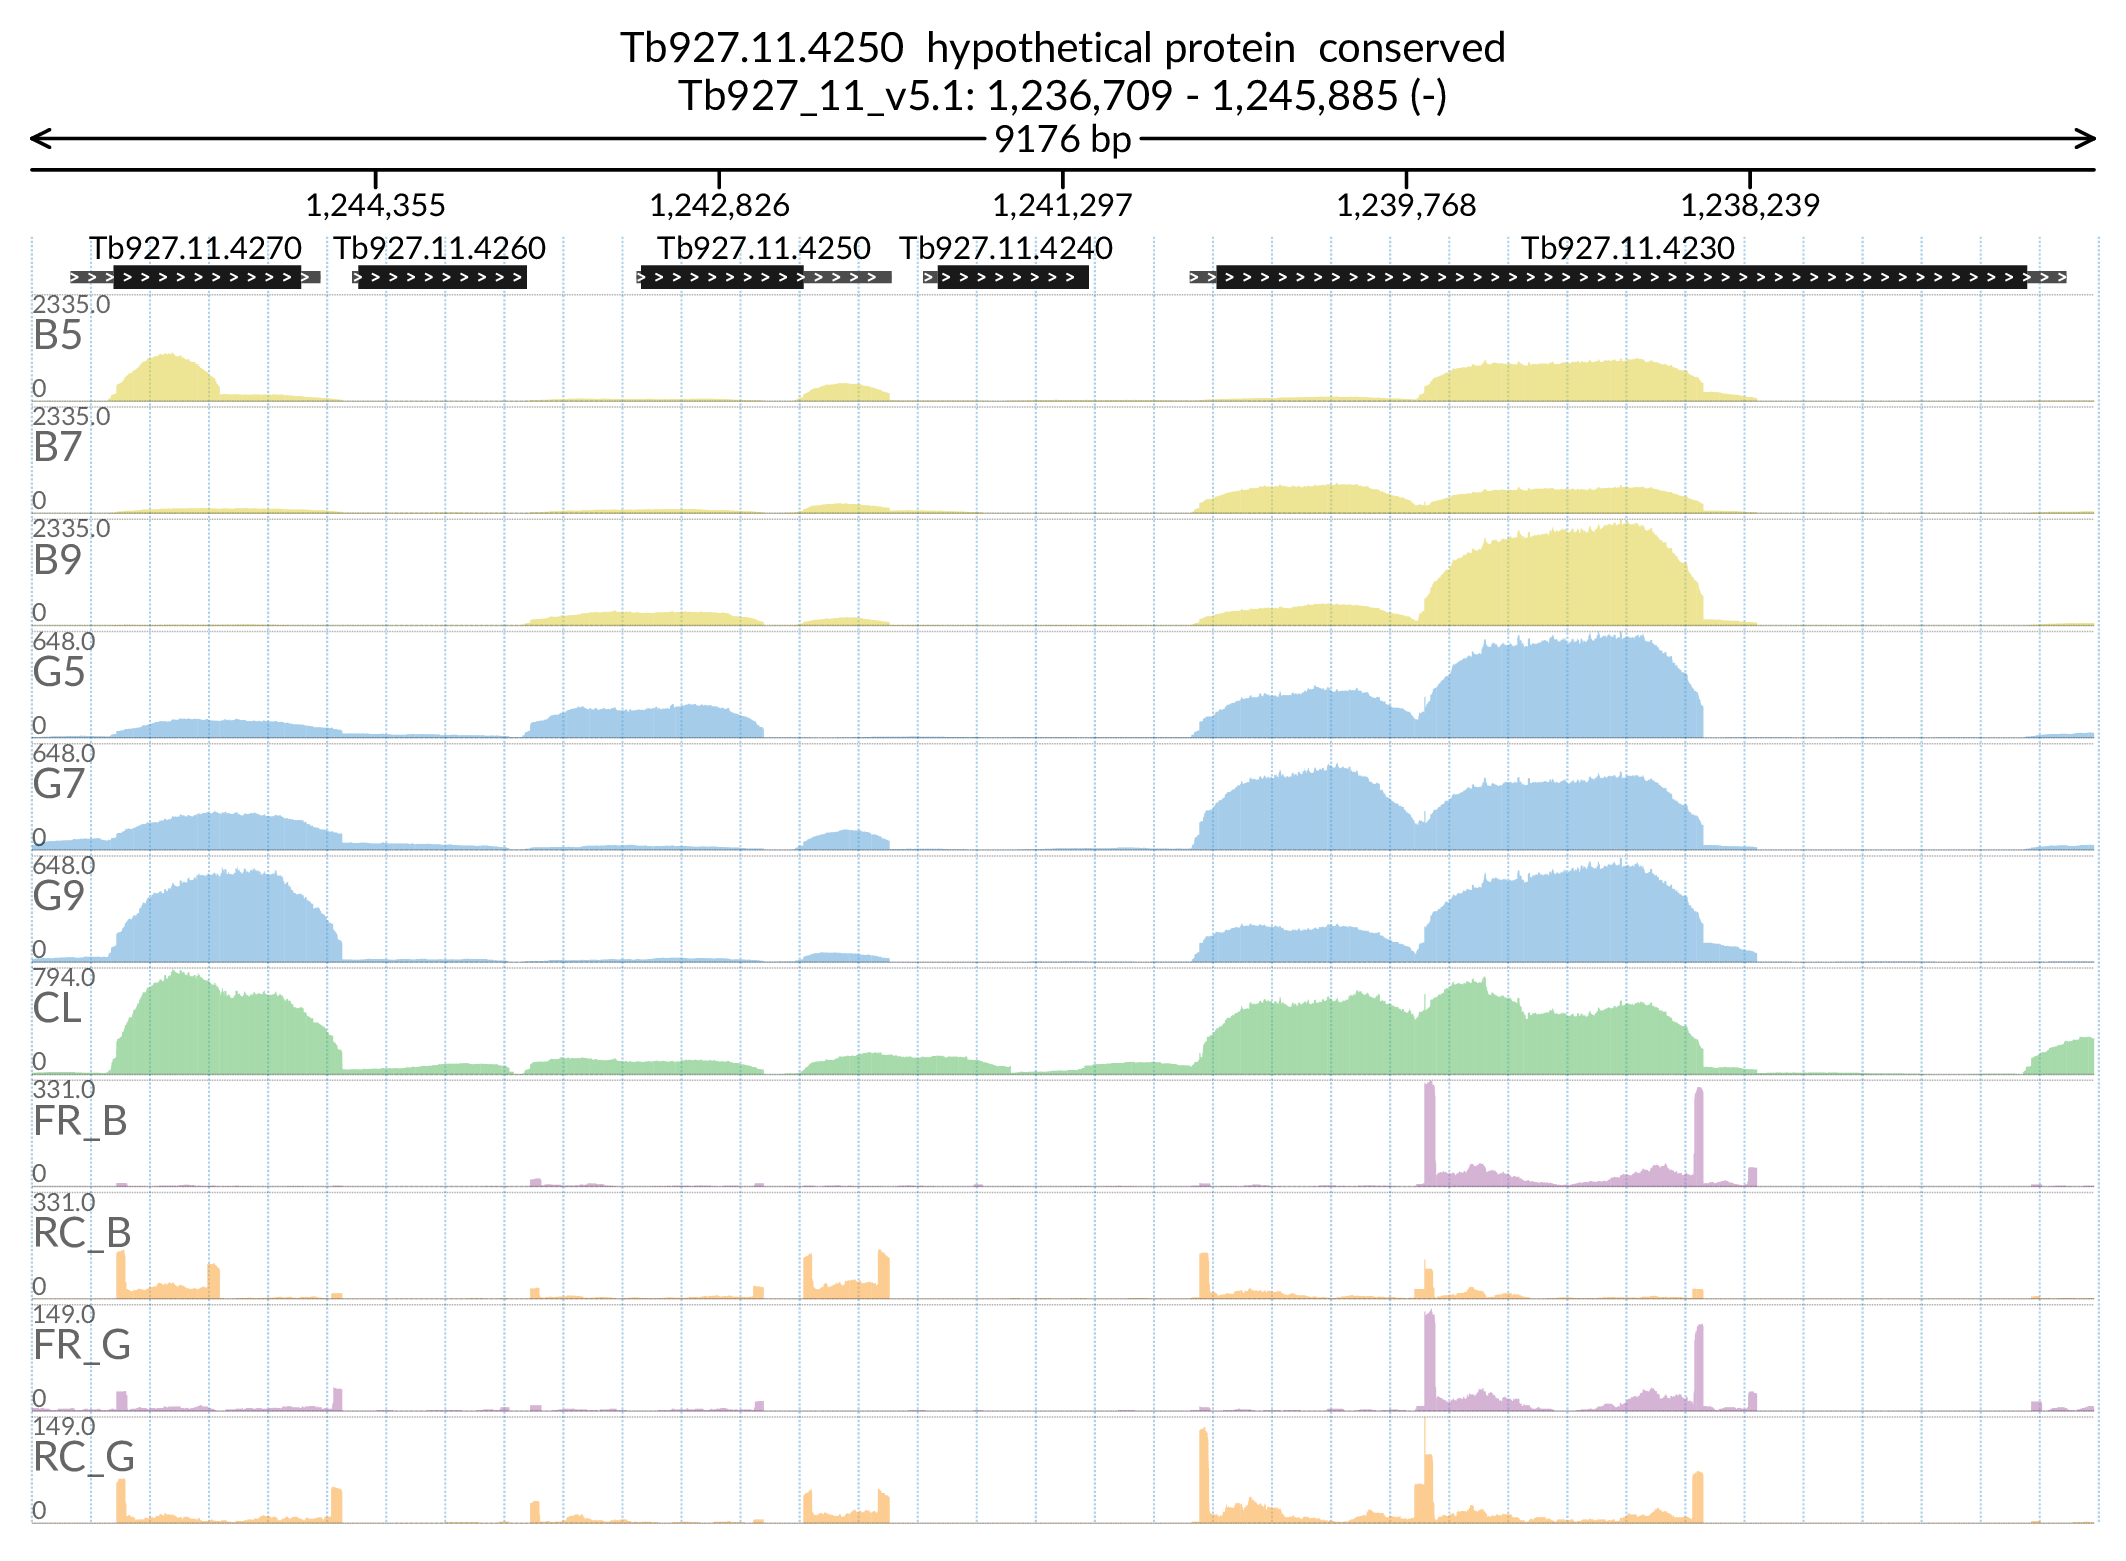 Tb927.11.4250  hypothetical protein  conserved
Tb927_11_v5.1: 1,236,709 - 1,245,885 (-)
9176 bp
1,244,355 1,242,826 1,241,297 1,239,768 1,238,239
Tb927.11.4270 Tb927.11.4260 Tb927.11.4250 Tb927.11.4240 Tb927.11.4230
2335.0
B5
0
2335.0
B7
0
2335.0
B9
0
648.0
G5
0
648.0
G7
0
648.0
G9
0
794.0
CL
0
331.0
FR_B
0
331.0
RC_B
0
149.0
FR_G
0
149.0
RC_G
0